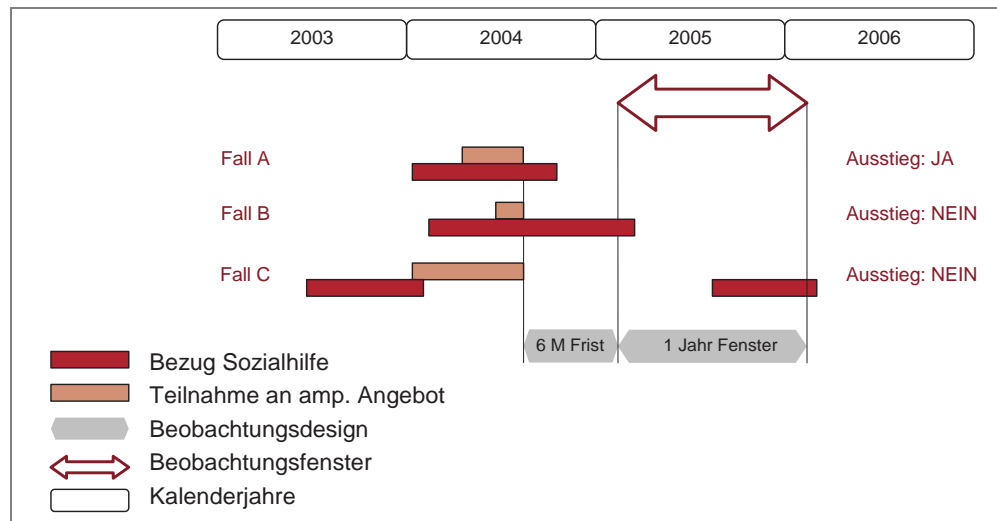 2003 2004 2005 2006
Fall A Ausstieg: JA
Fall B Ausstieg: NEIN
Fall C Ausstieg: NEIN
6 M Frist 1 Jahr Fenster
Bezug Sozialhilfe
Teilnahme an amp. Angebot
Beobachtungsdesign
Beobachtungsfenster
Kalenderjahre